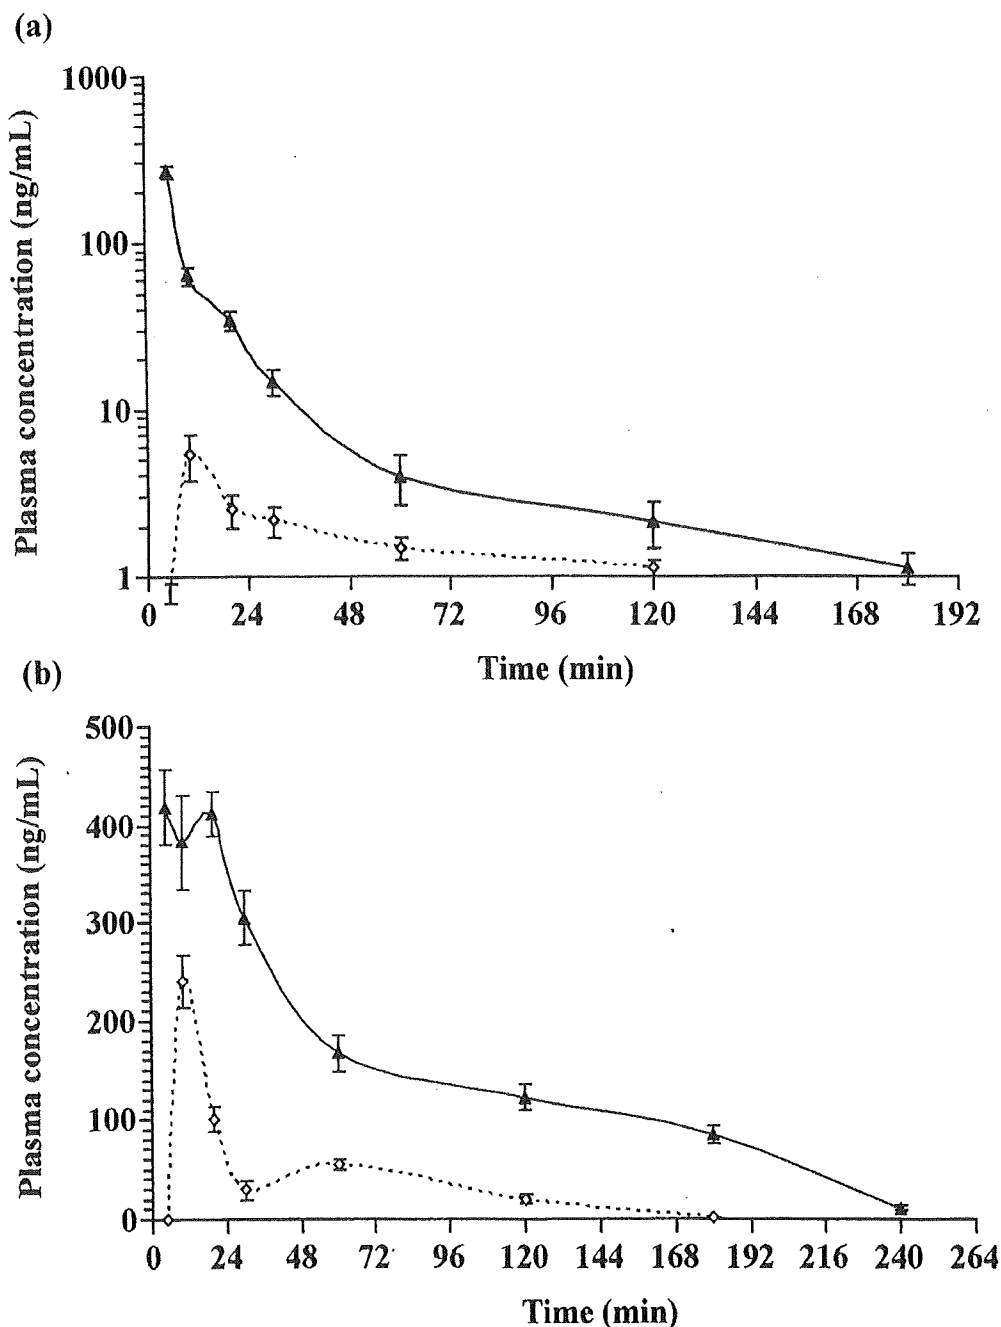 (a)
Plasma concentration (ng/mL)
1000
100
10
1
0 24 48 72 96 120 144 168 192
Time (min)
(b)
Plasma concentration (ng/mL)
500
400
300
200
100
0
0 24 48 72 96 120 144 168 192 216 240 264
Time (min)